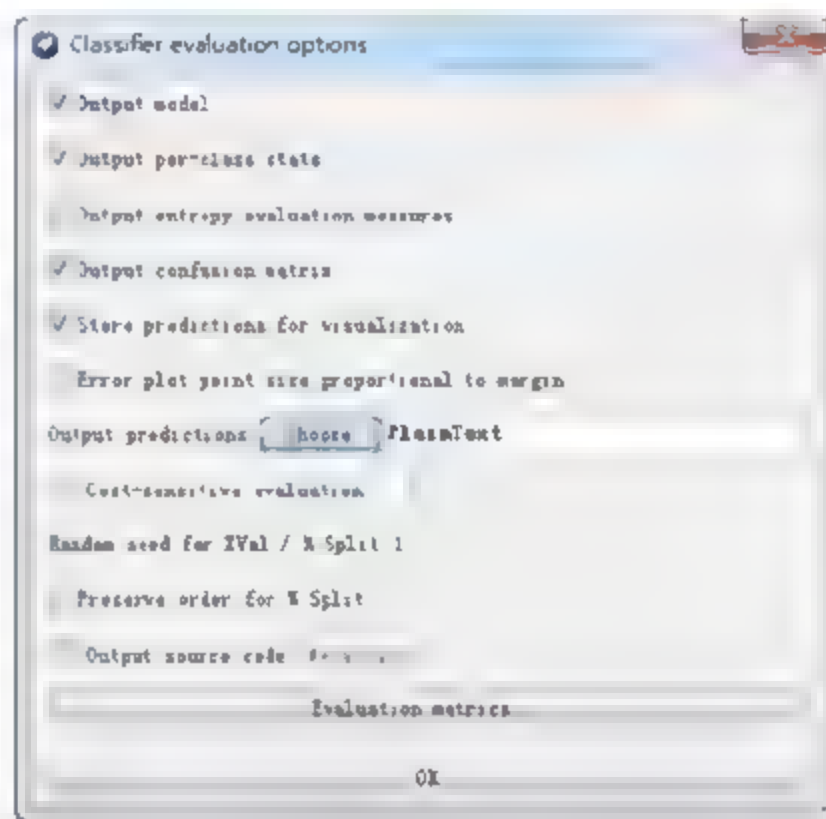 Classifier evaluation options
Output model
Output per-class stats
Output entropy evaluation measures
Output confusion matrix
Store predictions for visualization
Error plot point size proportional to margin
Output predictions Choose PlainText
Cost-sensitive evaluation
Random seed for XVal / % Split 1
Preserve order for % Split
Output source code
Evaluation metrics
OK